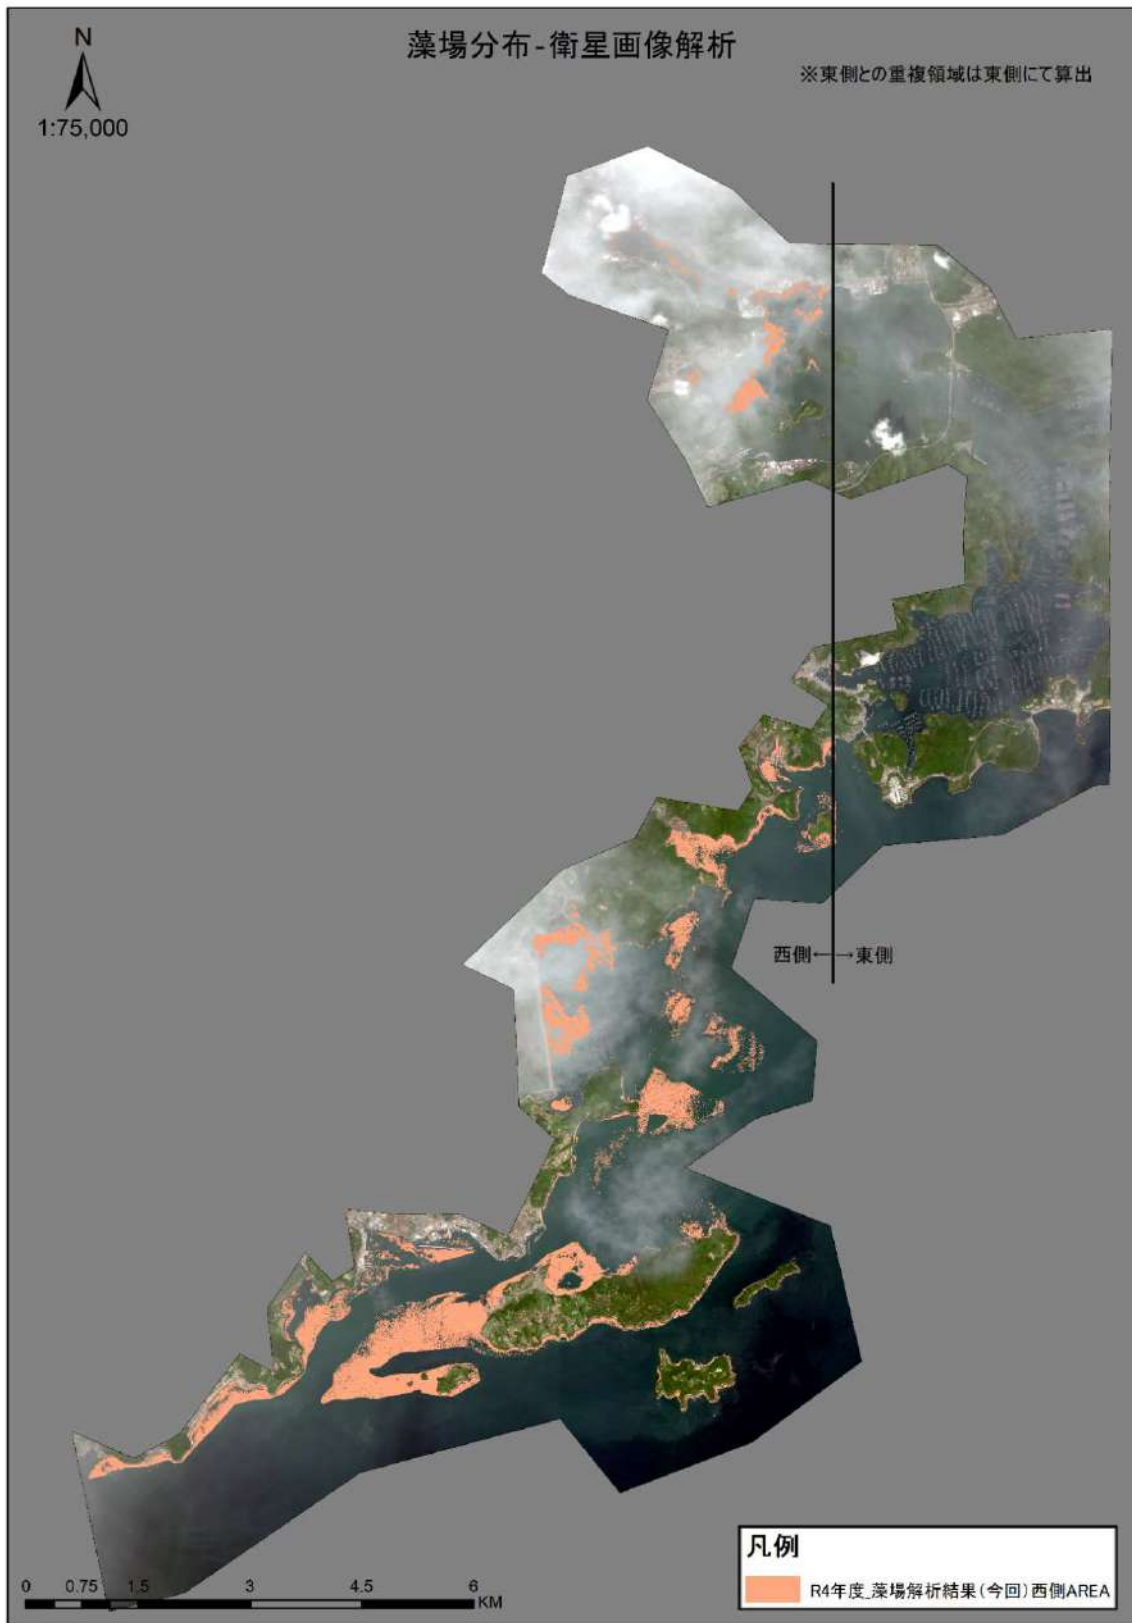 藻場分布-衛星画像解析
※東側との重複領域は東側にて算出
N
1:75,000
西側←→東側
凡例
R4年度_藻場解析結果(今回)西側AREA
0 0.75 1.5 3 4.5 6
KM